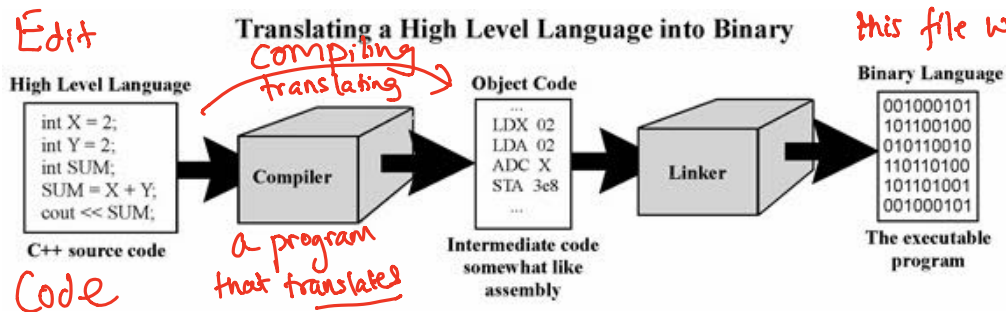 Edit
Translating a High Level Language into Binary
this file w
compiling
translating
High Level Language
int X = 2;
int Y = 2;
int SUM;
SUM = X + Y;
cout << SUM;
C++ source code
Code
Compiler
a program
that translates
Object Code
...
LDX 02
LDA 02
ADC X
STA 3e8
...
Intermediate code
somewhat like
assembly
Linker
Binary Language
001000101
101100100
010110010
110110100
101101001
001000101
The executable
program